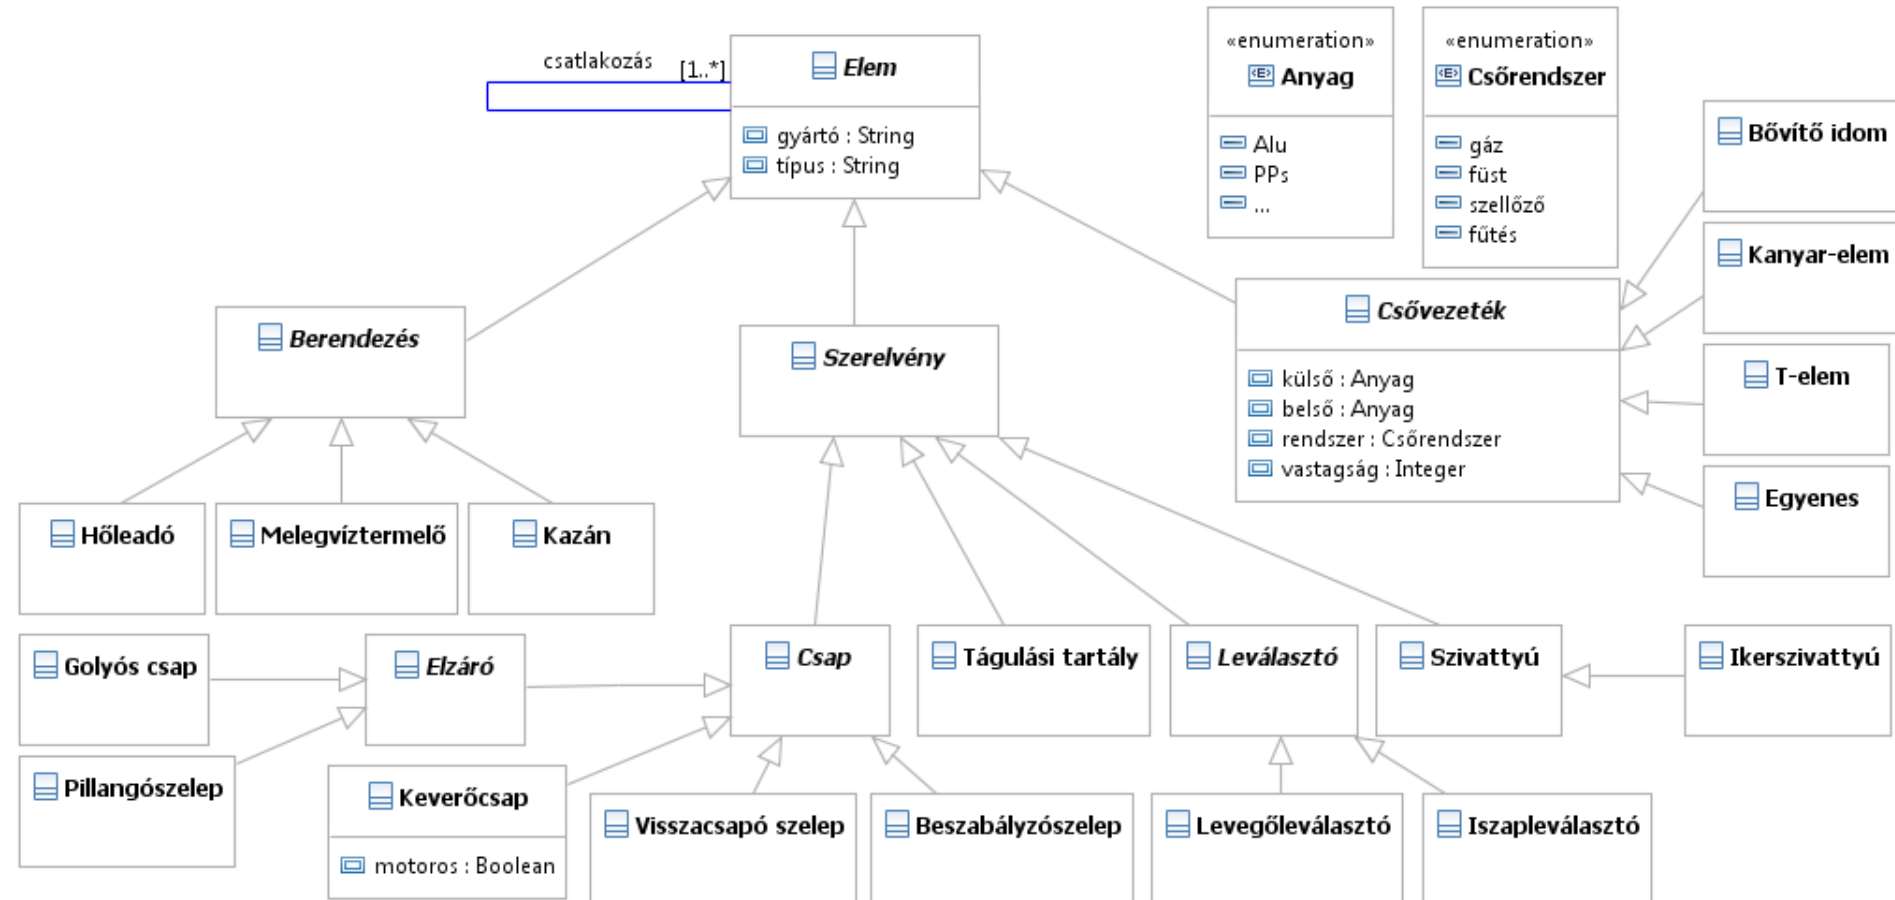 csatlakozás
[1..*]
Elem
gyártó : String
típus : String
«enumeration»
Anyag
Alu
PPs
...
«enumeration»
Csőrendszer
gáz
füst
szellőző
fűtés
Bővítő idom
Kanyar-elem
T-elem
Egyenes
Berendezés
Szerelvény
Csővezeték
külső : Anyag
belső : Anyag
rendszer : Csőrendszer
vastagság : Integer
Hőleadó
Melegvíztermelő
Kazán
Golyós csap
Elzáró
Csap
Tágulási tartály
Leválasztó
Szivattyú
Ikerszivattyú
Pillangószelep
Keverőcsap
motoros : Boolean
Visszacsapó szelep
Beszabályzószelep
Levegőleválasztó
Iszapleválasztó